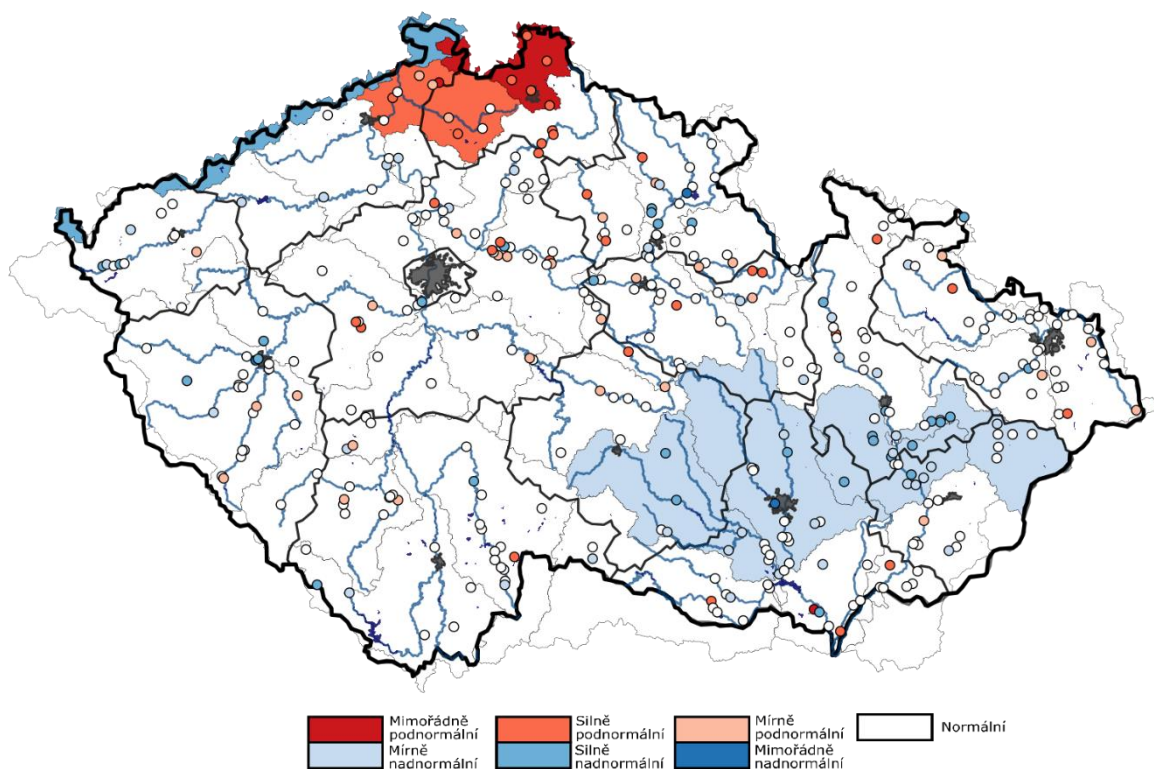 Mimořádně
podnormální
Silně
podnormální
Mírně
podnormální
Normální
Mírně
nadnormální
Silně
nadnormální
Mimořádně
nadnormální